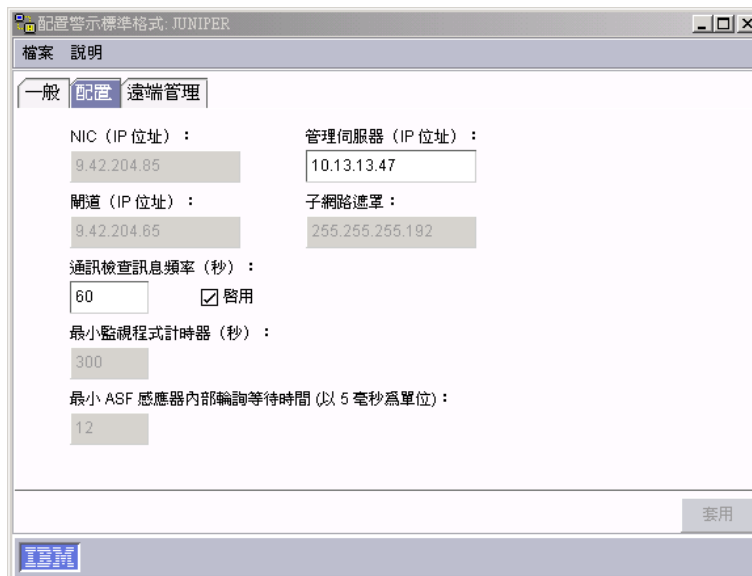 配置警示標準格式: JUNIPER
檔案 說明
一般 配置 遠端管理
NIC（IP 位址）：
管理伺服器（IP 位址）：
9.42.204.85
10.13.13.47
閘道（IP 位址）：
子網路遮罩：
9.42.204.65
255.255.255.192
通訊檢查訊息頻率（秒）：
60
啓用
最小監視程式計時器（秒）：
300
最小 ASF 感應器內部輪詢等待時間 (以 5 毫秒爲單位)：
12
套用
IBM